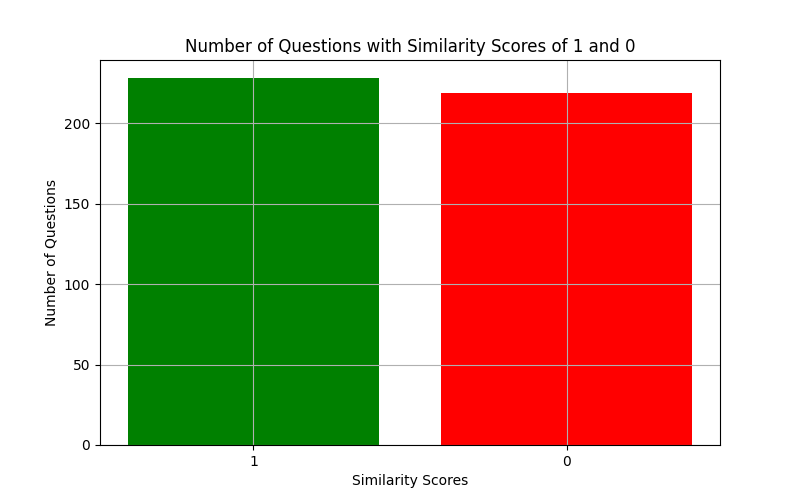 Number of Questions with Similarity Scores of 1 and 0
Number of Questions
200
150
100
50
0
1
0
Similarity Scores